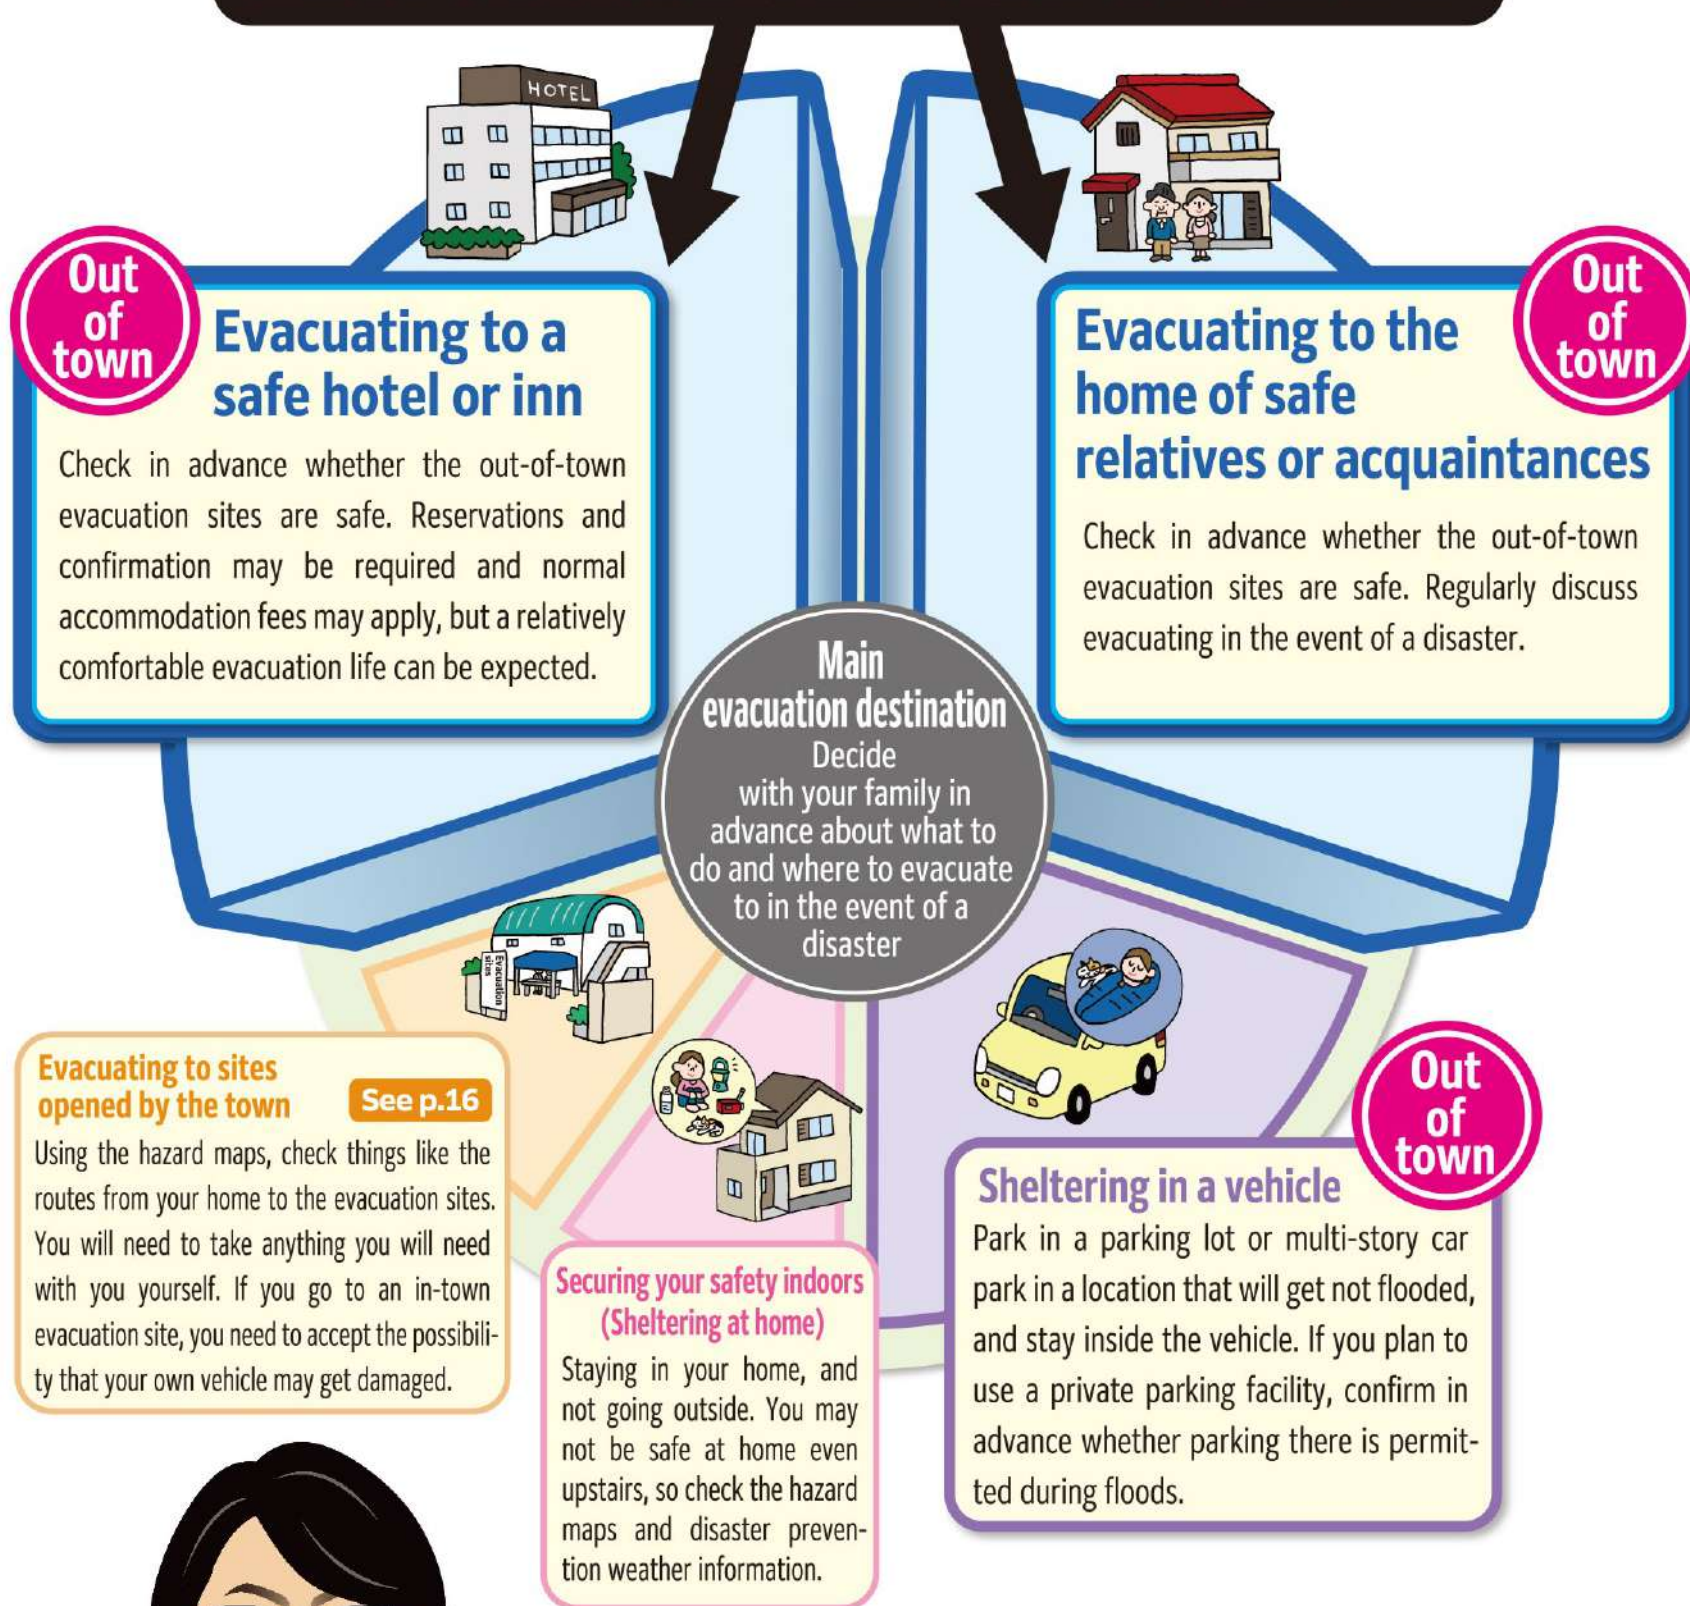 HOTEL
Out
of
town
Evacuating to a
safe hotel or inn
Check in advance whether the out-of-town
evacuation sites are safe. Reservations and
confirmation may be required and normal
accommodation fees may apply, but a relatively
comfortable evacuation life can be expected.
Out
of
town
Evacuating to the
home of safe
relatives or acquaintances
Check in advance whether the out-of-town
evacuation sites are safe. Regularly discuss
evacuating in the event of a disaster.
Main
evacuation destination
Decide
with your family in
advance about what to
do and where to evacuate
to in the event of a
disaster
Evacuation
sites
Evacuating to sites
opened by the town
See p.16
Using the hazard maps, check things like the
routes from your home to the evacuation sites.
You will need to take anything you will need
with you yourself. If you go to an in-town
evacuation site, you need to accept the possibili-
ty that your own vehicle may get damaged.
Securing your safety indoors
(Sheltering at home)
Staying in your home, and
not going outside. You may
not be safe at home even
upstairs, so check the hazard
maps and disaster preven-
tion weather information.
Out
of
town
Sheltering in a vehicle
Park in a parking lot or multi-story car
park in a location that will get not flooded,
and stay inside the vehicle. If you plan to
use a private parking facility, confirm in
advance whether parking there is permit-
ted during floods.